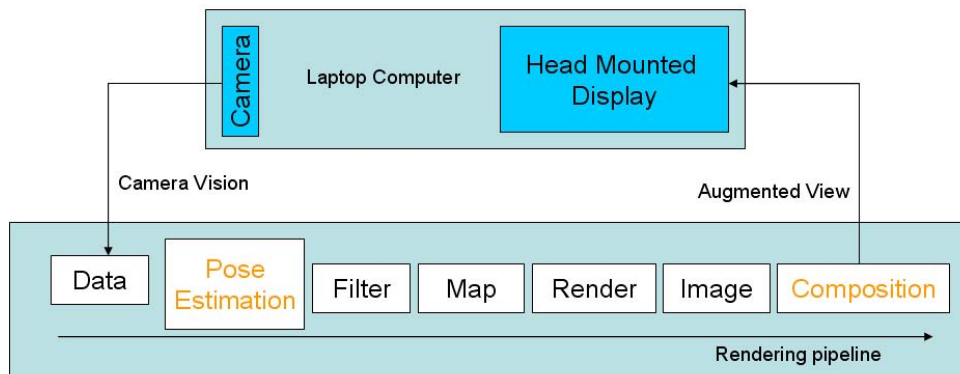 Camera
Laptop Computer
Head Mounted
Display
Camera Vision
Augmented View
Data
Pose
Estimation
Filter
Map
Render
Image
Composition
Rendering pipeline